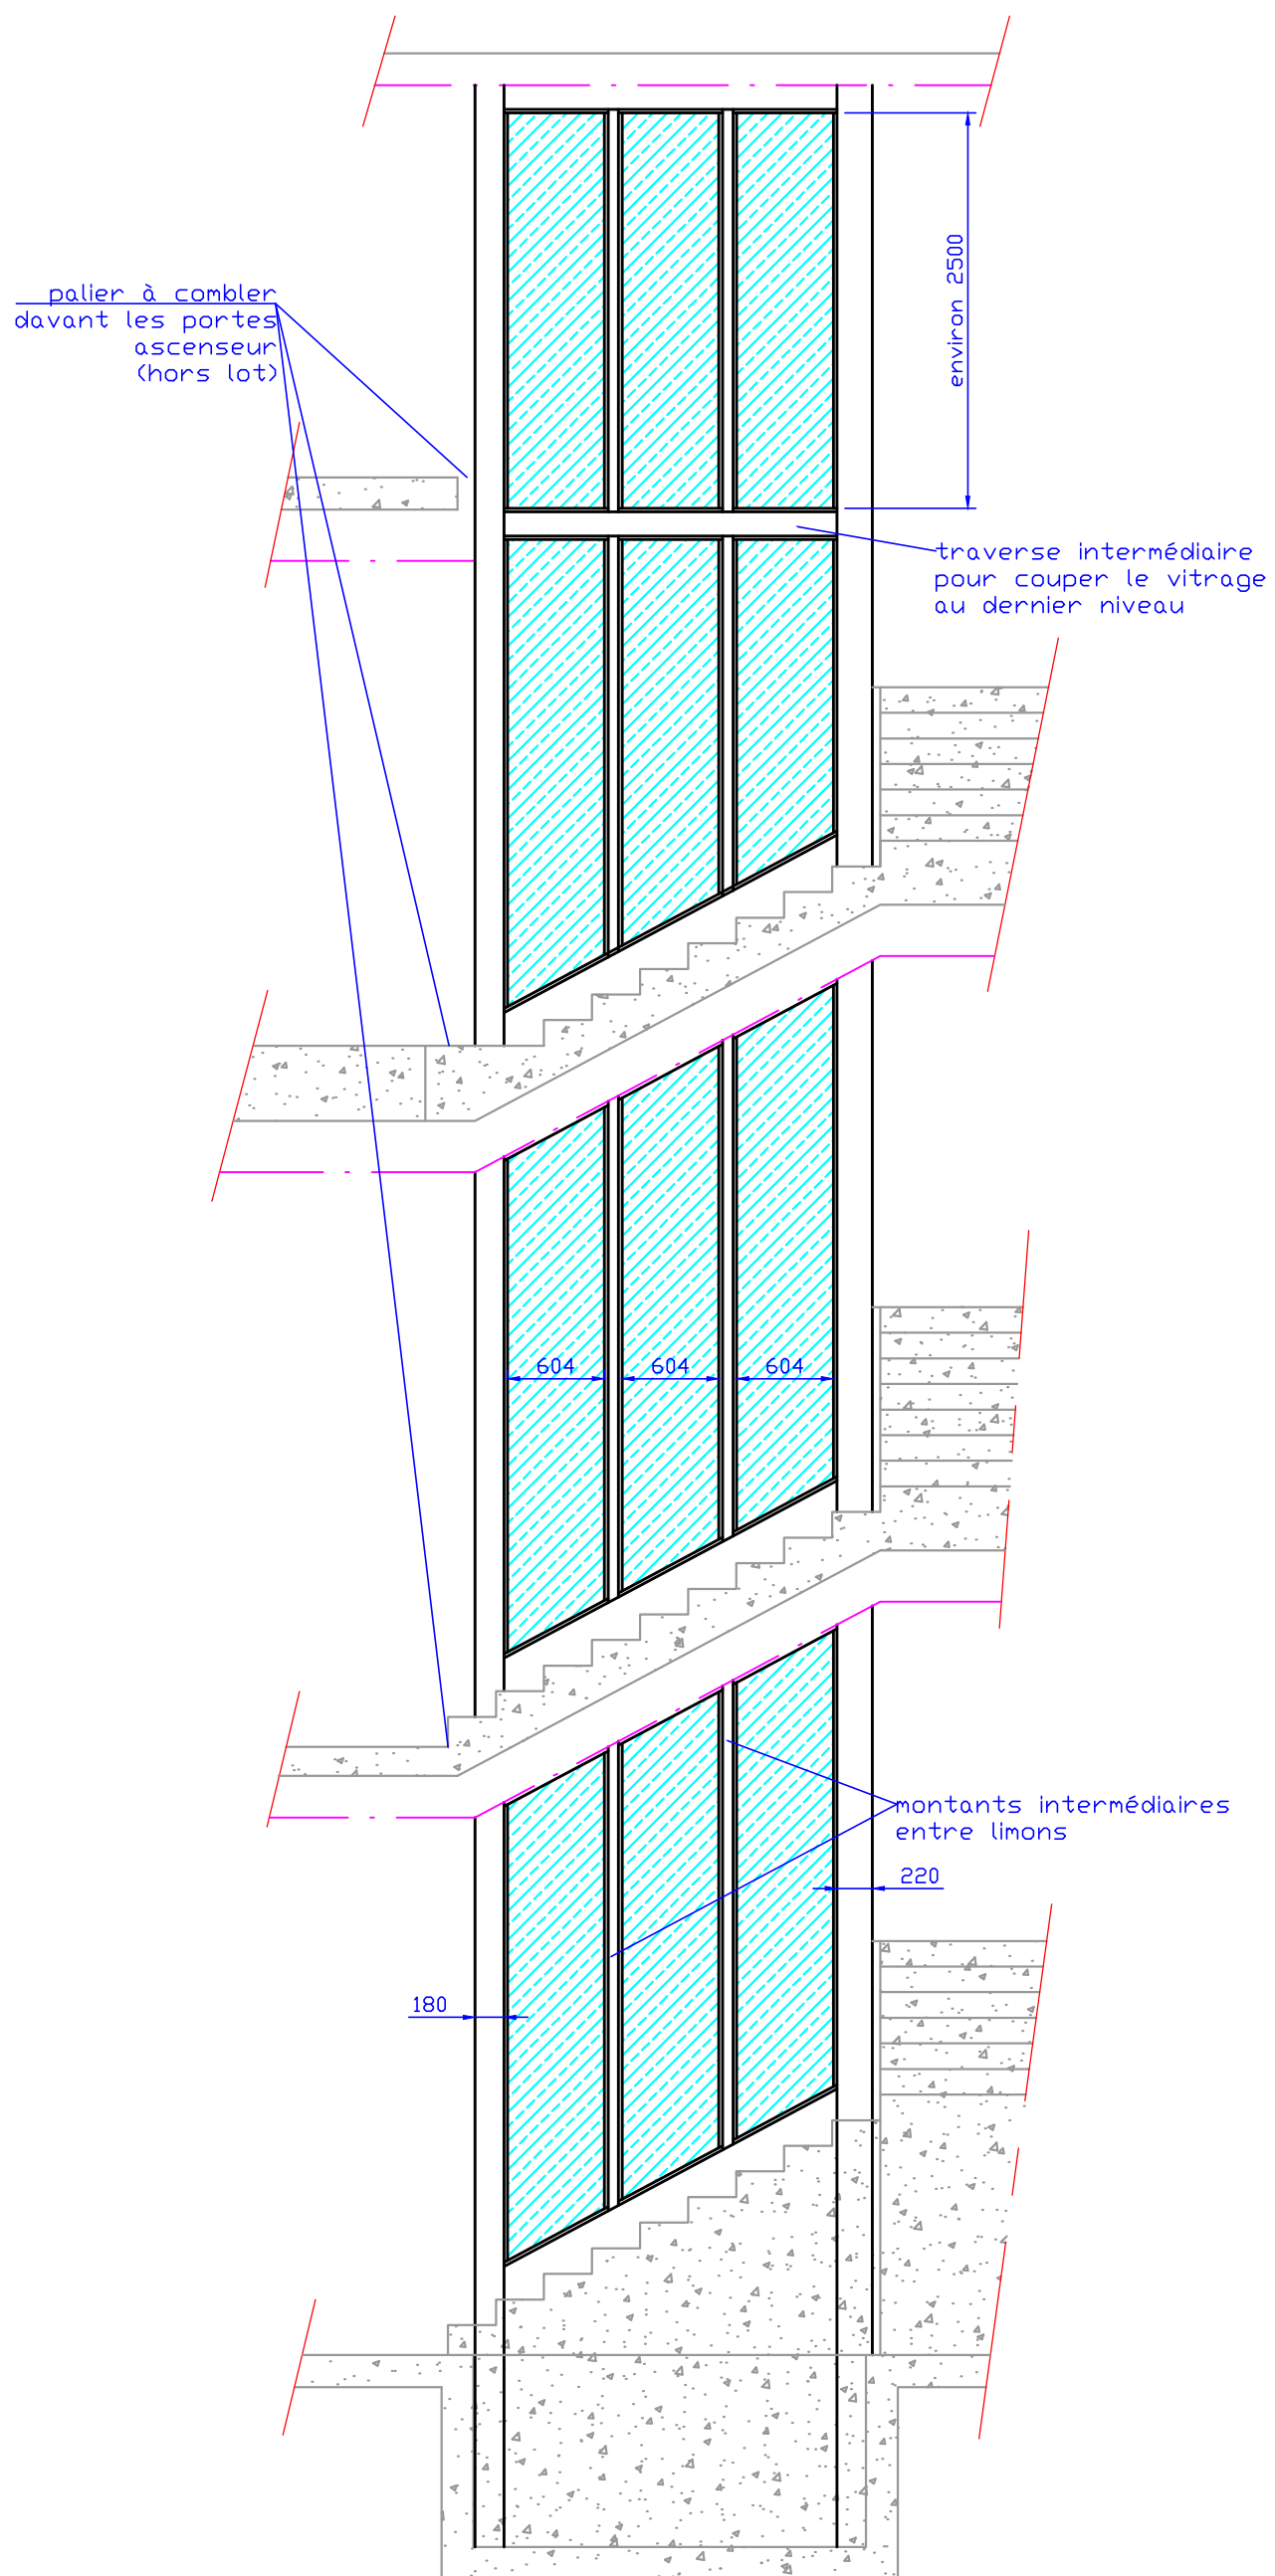 environ 2500
palier à combler
davant les portes
ascenseur
(hors lot)
traverse intermédiaire
pour couper le vitrage
au dernier niveau
604
604
604
montants intermédiaires
entre limons
220
180